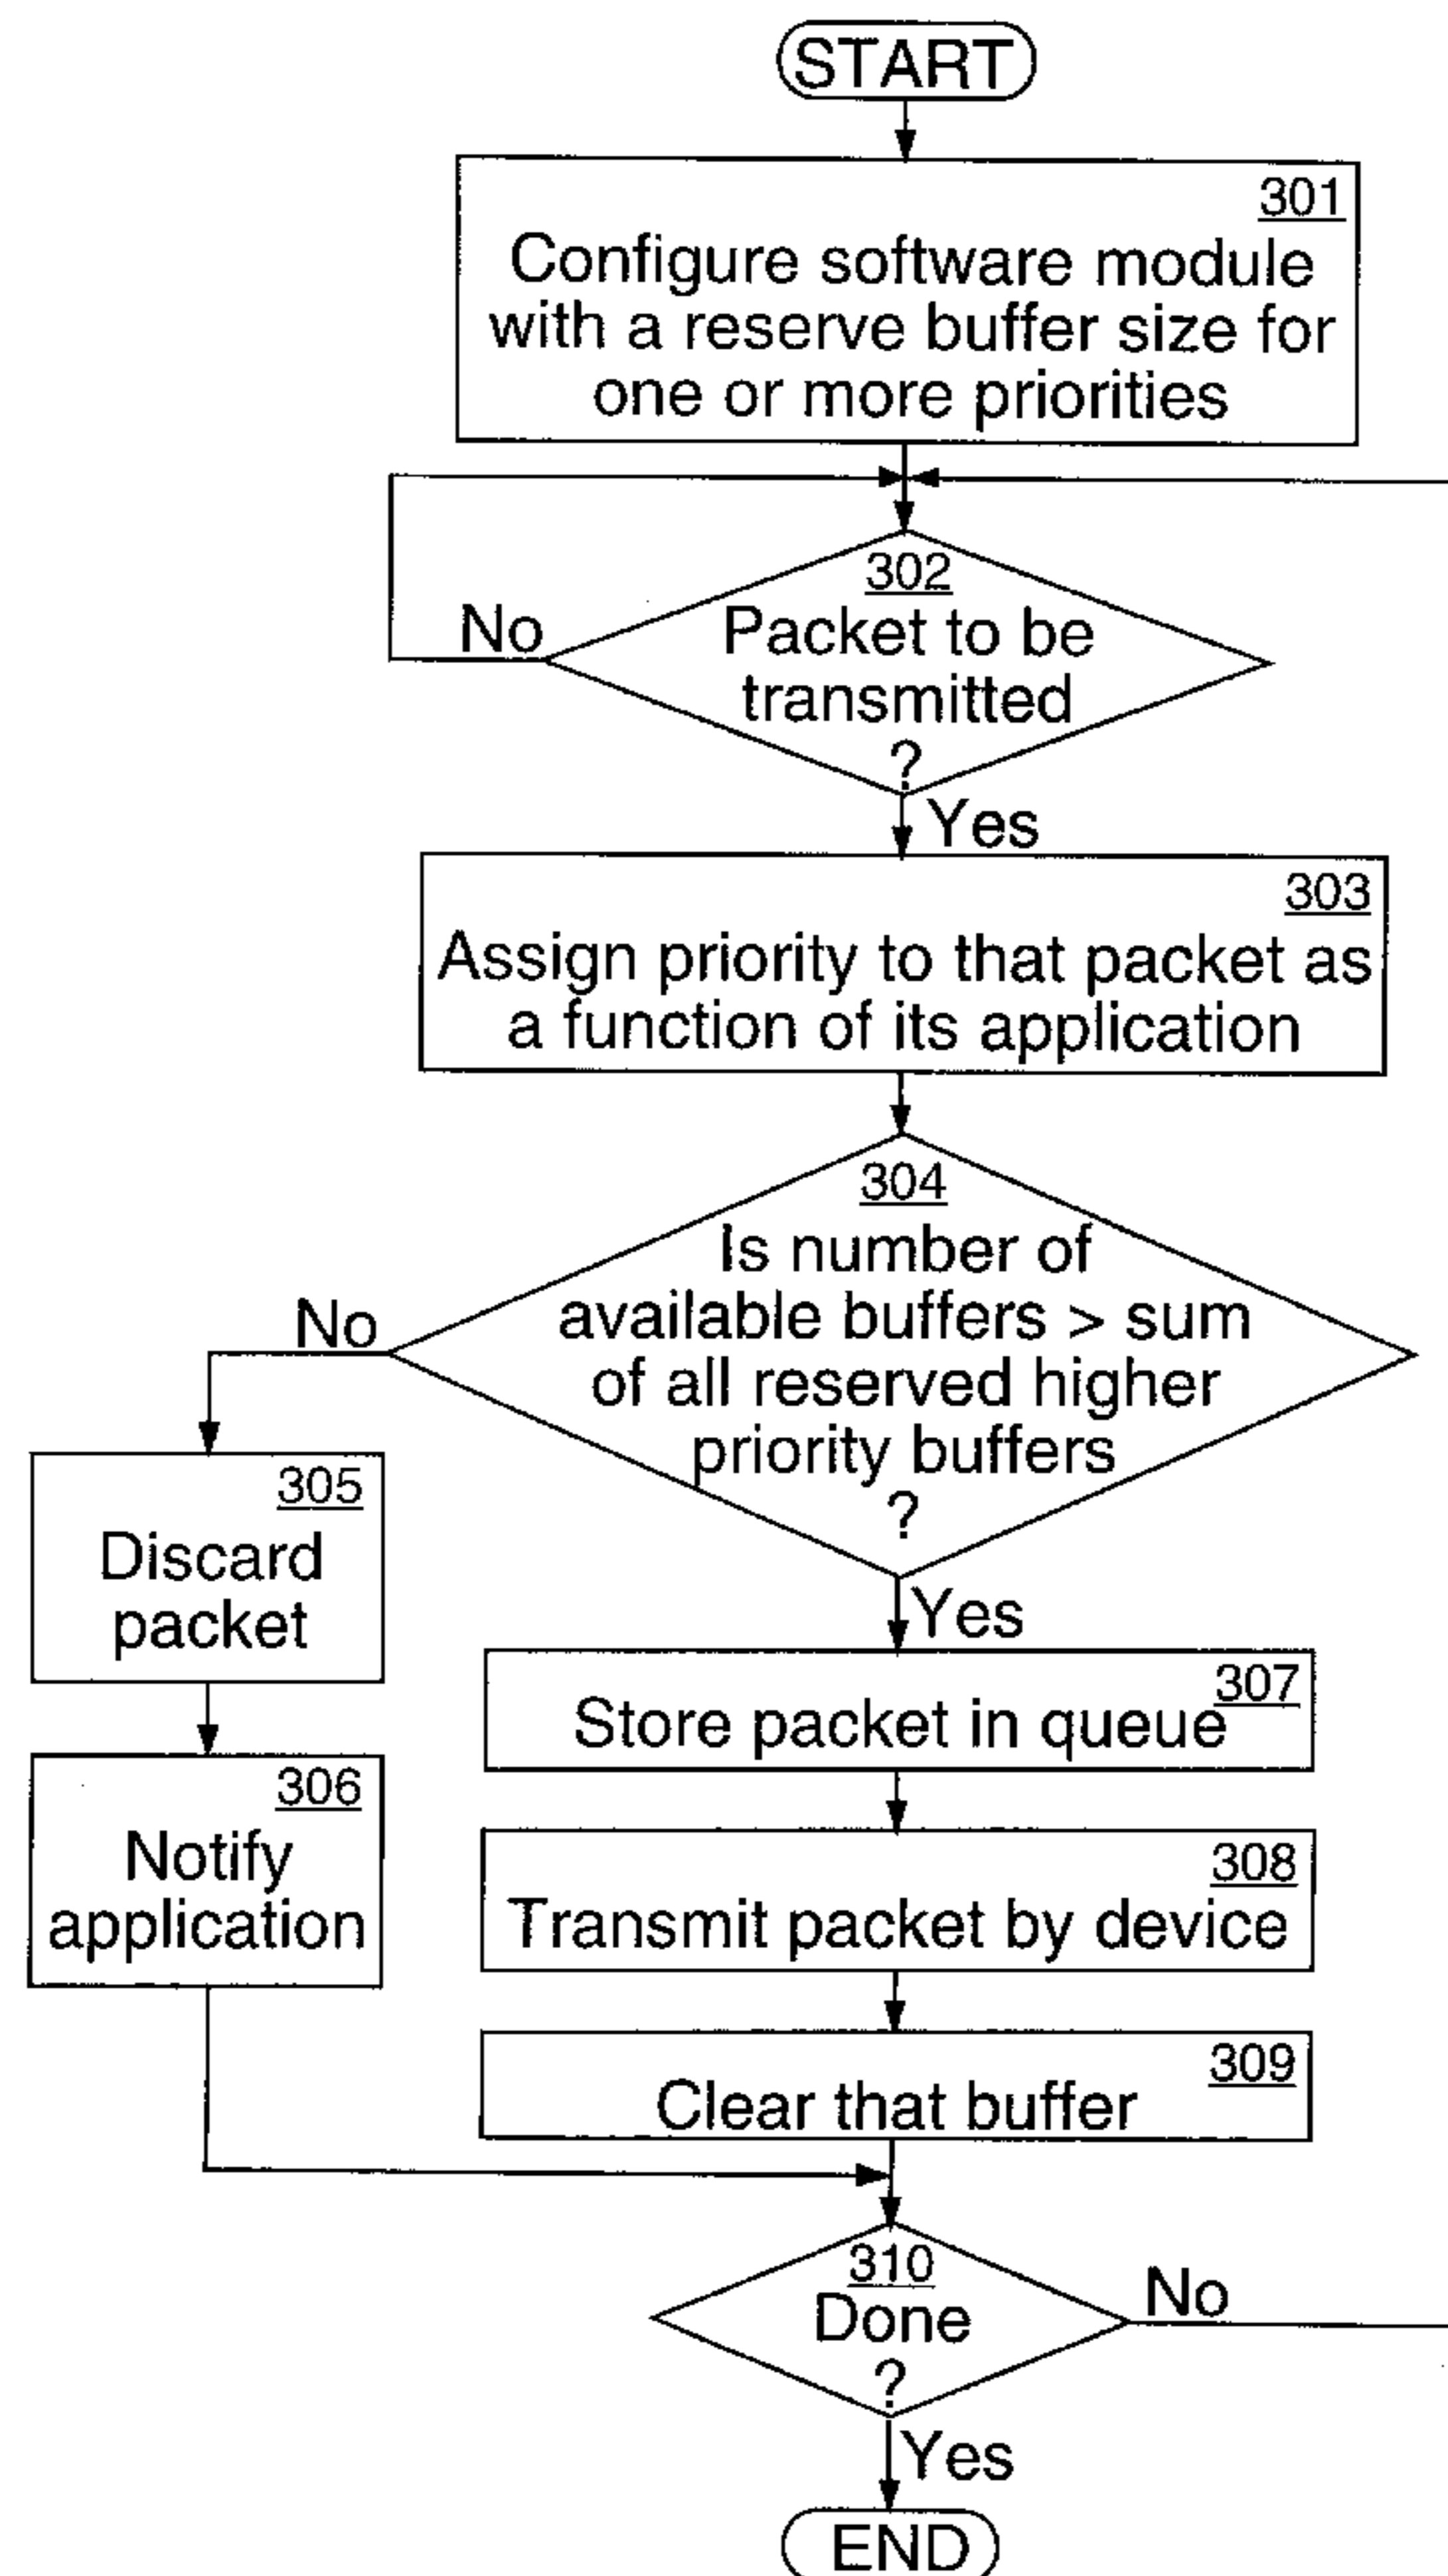 START
301
Configure software module
with a reserve buffer size for
one or more priorities
302
No
Packet to be
transmitted
?
Yes
303
Assign priority to that packet as
a function of its application
304
Is number of
available buffers > sum
of all reserved higher
priority buffers
?
No
305
Discard
packet
Yes
307
Store packet in queue
306
Notify
application
308
Transmit packet by device
309
Clear that buffer
310
Done
?
No
Yes
END